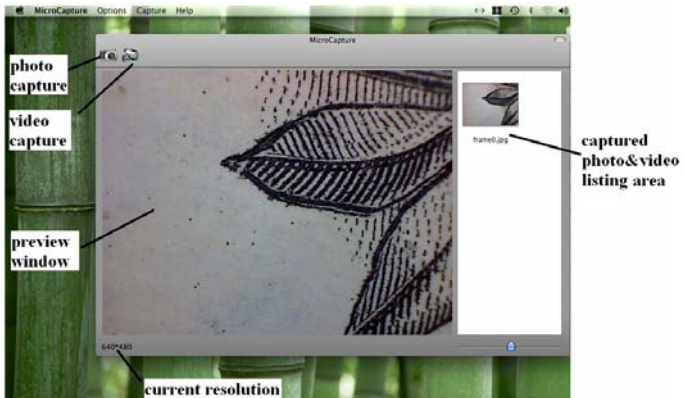 MicroCapture Options Capture Help
MicroCapture
photo
capture
video
capture
frame0.jpg
captured
photo&video
listing area
preview
window
640*480
current resolution